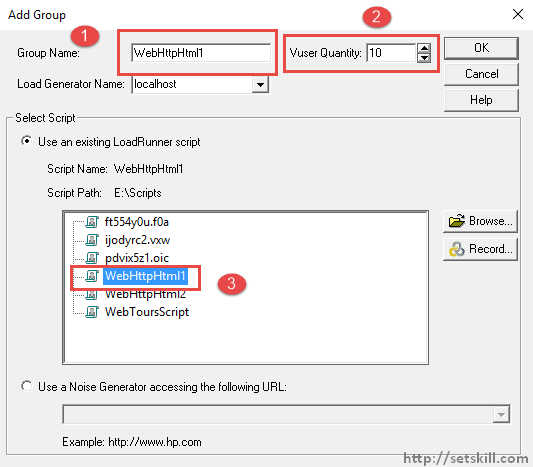 Add Group
1
2
Group Name: WebHttpHtml1 Vuser Quantity: 10 OK
Cancel
Load Generator Name: localhost
Help
Select Script
Use an existing LoadRunner script
Script Name: WebHttpHtml1
Script Path: E:\Scripts
ft554y0u.f0a Browse...
ijodyrc2.vxw
pdvix5z1.oic Record...
WebHttpHtml1 3
WebHttpHtml2
WebToursScript
Use a Noise Generator accessing the following URL:
Example: http://www.hp.com
http://setskill.com